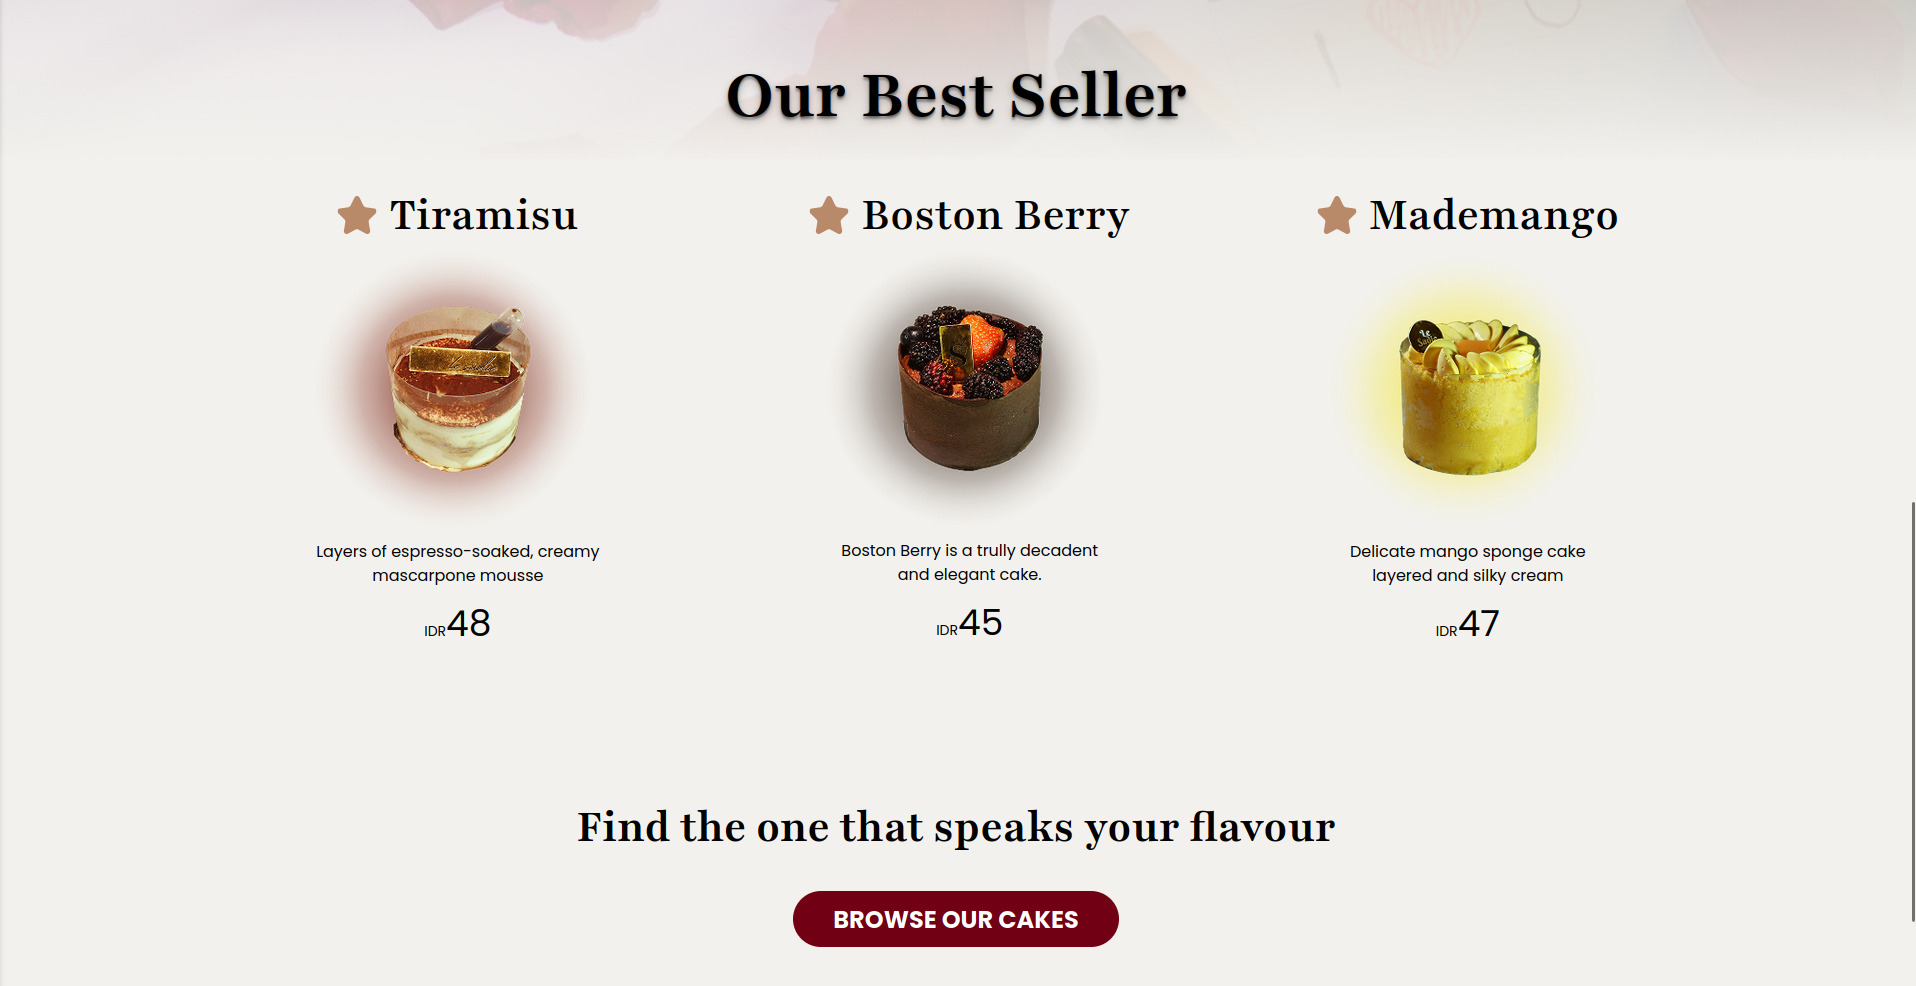 Our Best Seller
Tiramisu
Boston Berry
Mademango
Layers of espresso-soaked, creamy
mascarpone mousse
IDR48
Boston Berry is a trully decadent
and elegant cake.
IDR45
Delicate mango sponge cake
layered and silky cream
IDR47
Find the one that speaks your flavour
BROWSE OUR CAKES